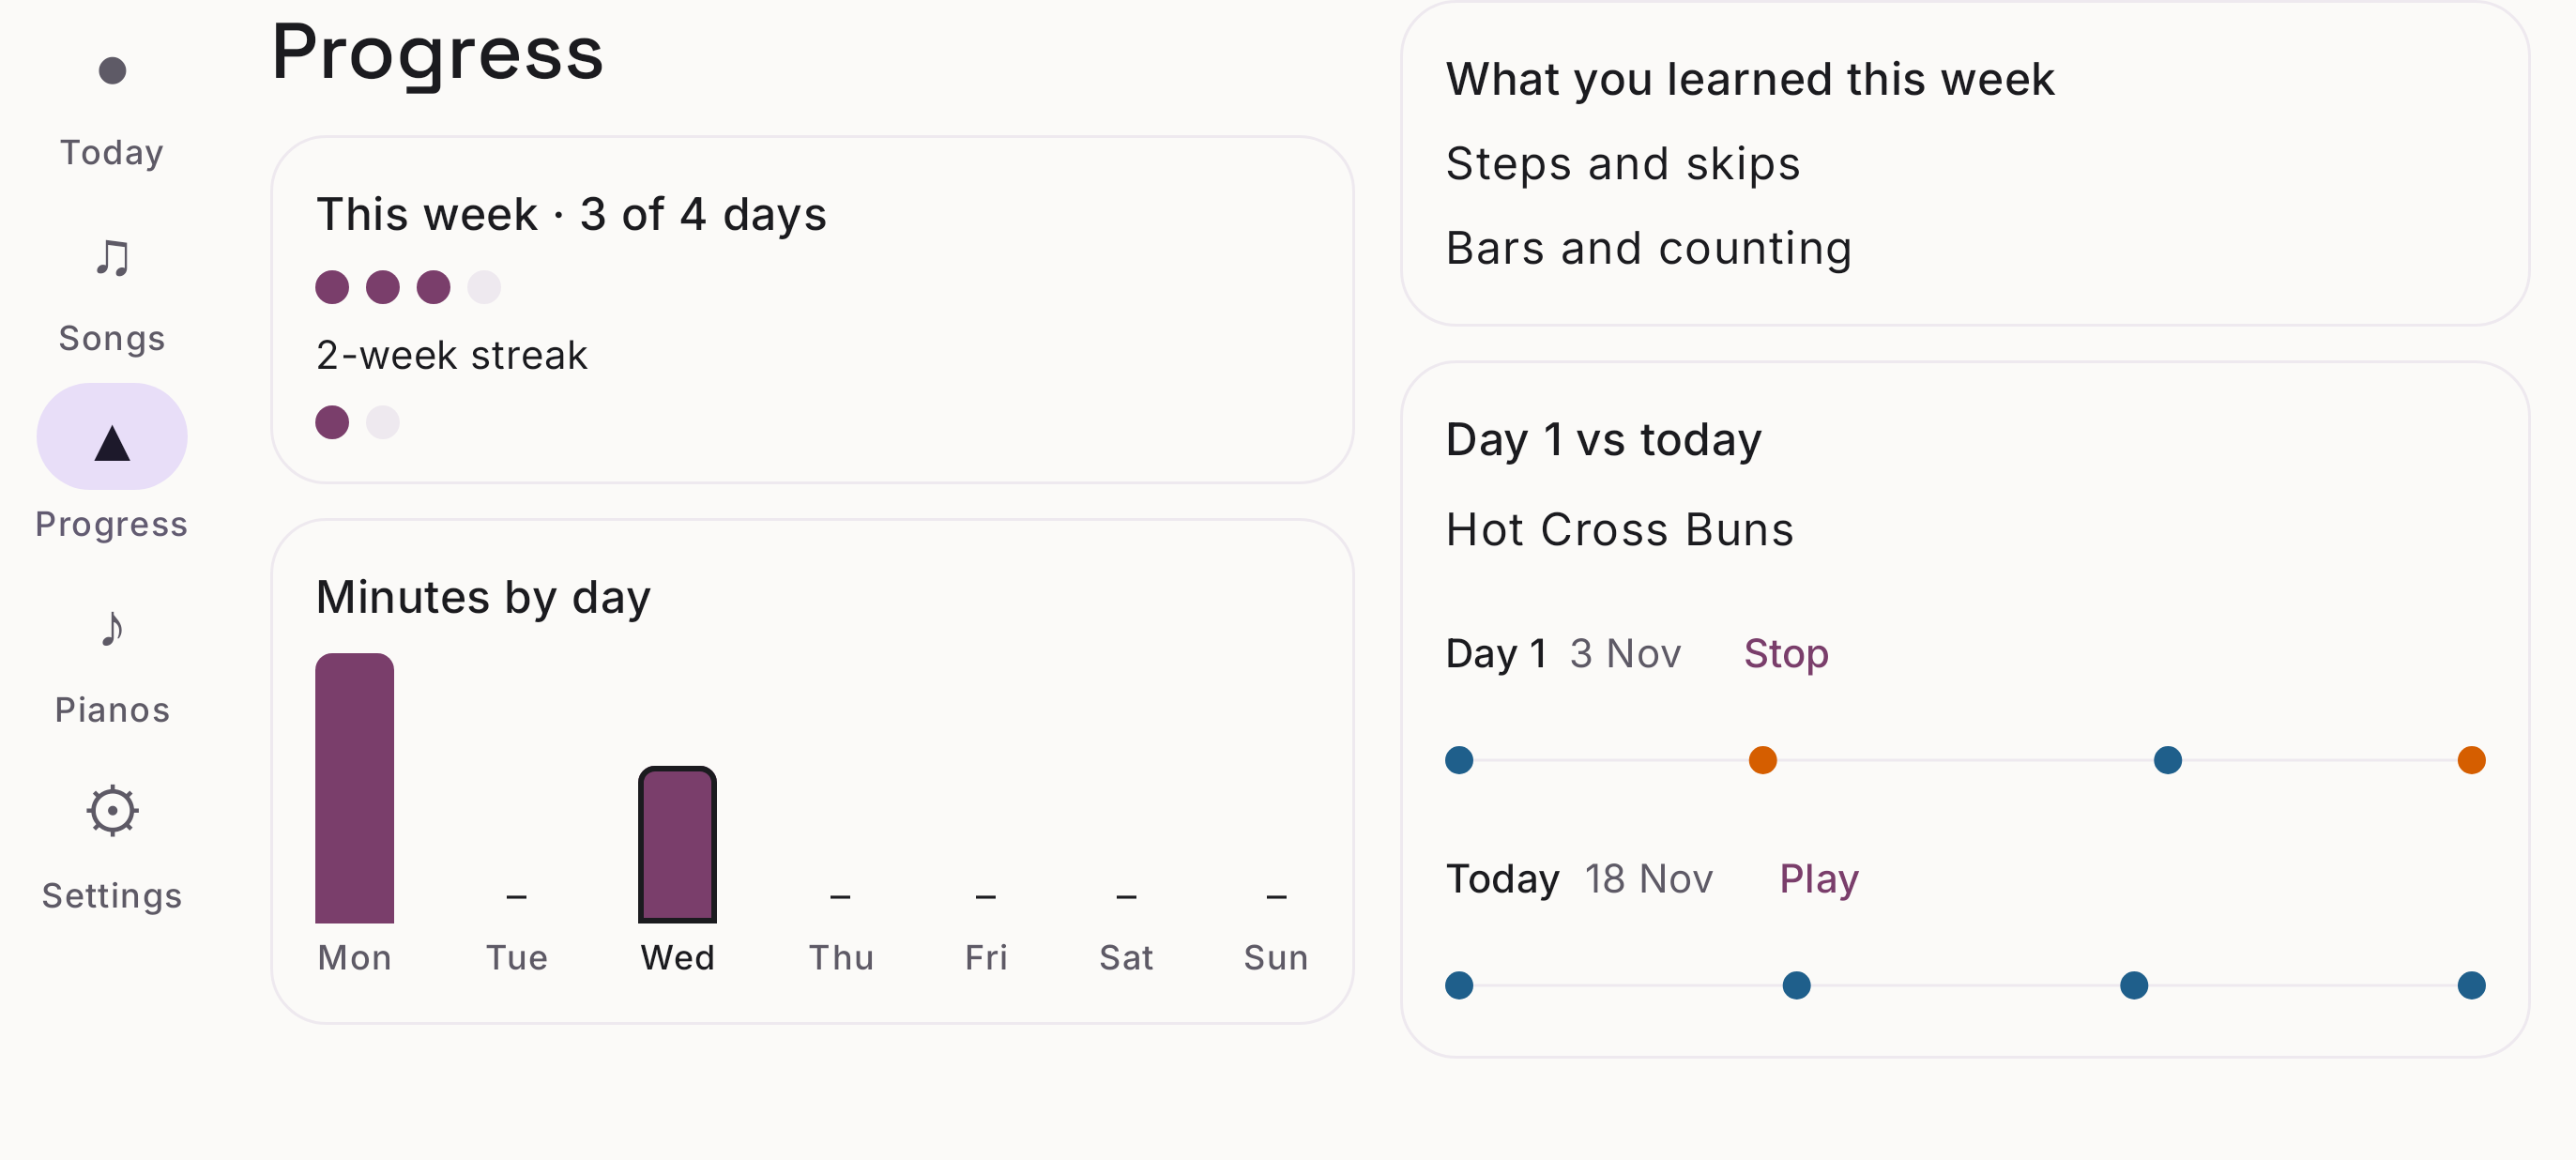 Today
Songs
Progress
Pianos
Settings
Progress
This week · 3 of 4 days
2-week streak
Minutes by day
– – – – –
Mon Tue Wed Thu Fri Sat Sun
What you learned this week
Steps and skips
Bars and counting
Day 1 vs today
Hot Cross Buns
Day 1 3 Nov Stop
Today 18 Nov Play